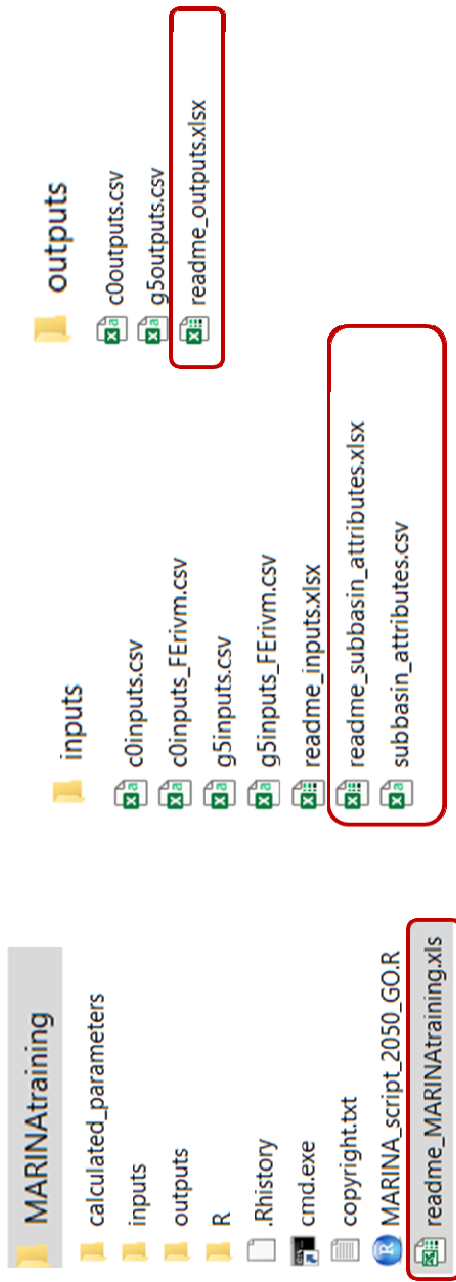 MARINAtraining
calculated_parameters
inputs
outputs
R
.Rhistory
cmd.exe
copyright.txt
MARINA_script_2050_GO.R
readme_MARINAtraining.xls
inputs
c0inputs.csv
c0inputs_FErivm.csv
g5inputs.csv
g5inputs_FErivm.csv
readme_inputs.xlsx
readme_subbasin_attributes.xlsx
subbasin_attributes.csv
outputs
c0outputs.csv
g5outputs.csv
readme_outputs.xlsx